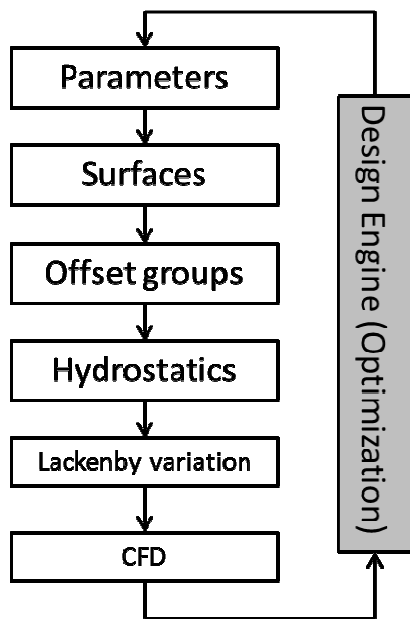 Parameters
Surfaces
Offset groups
Hydrostatics
Lackenby variation
CFD
Design Engine (Optimization)